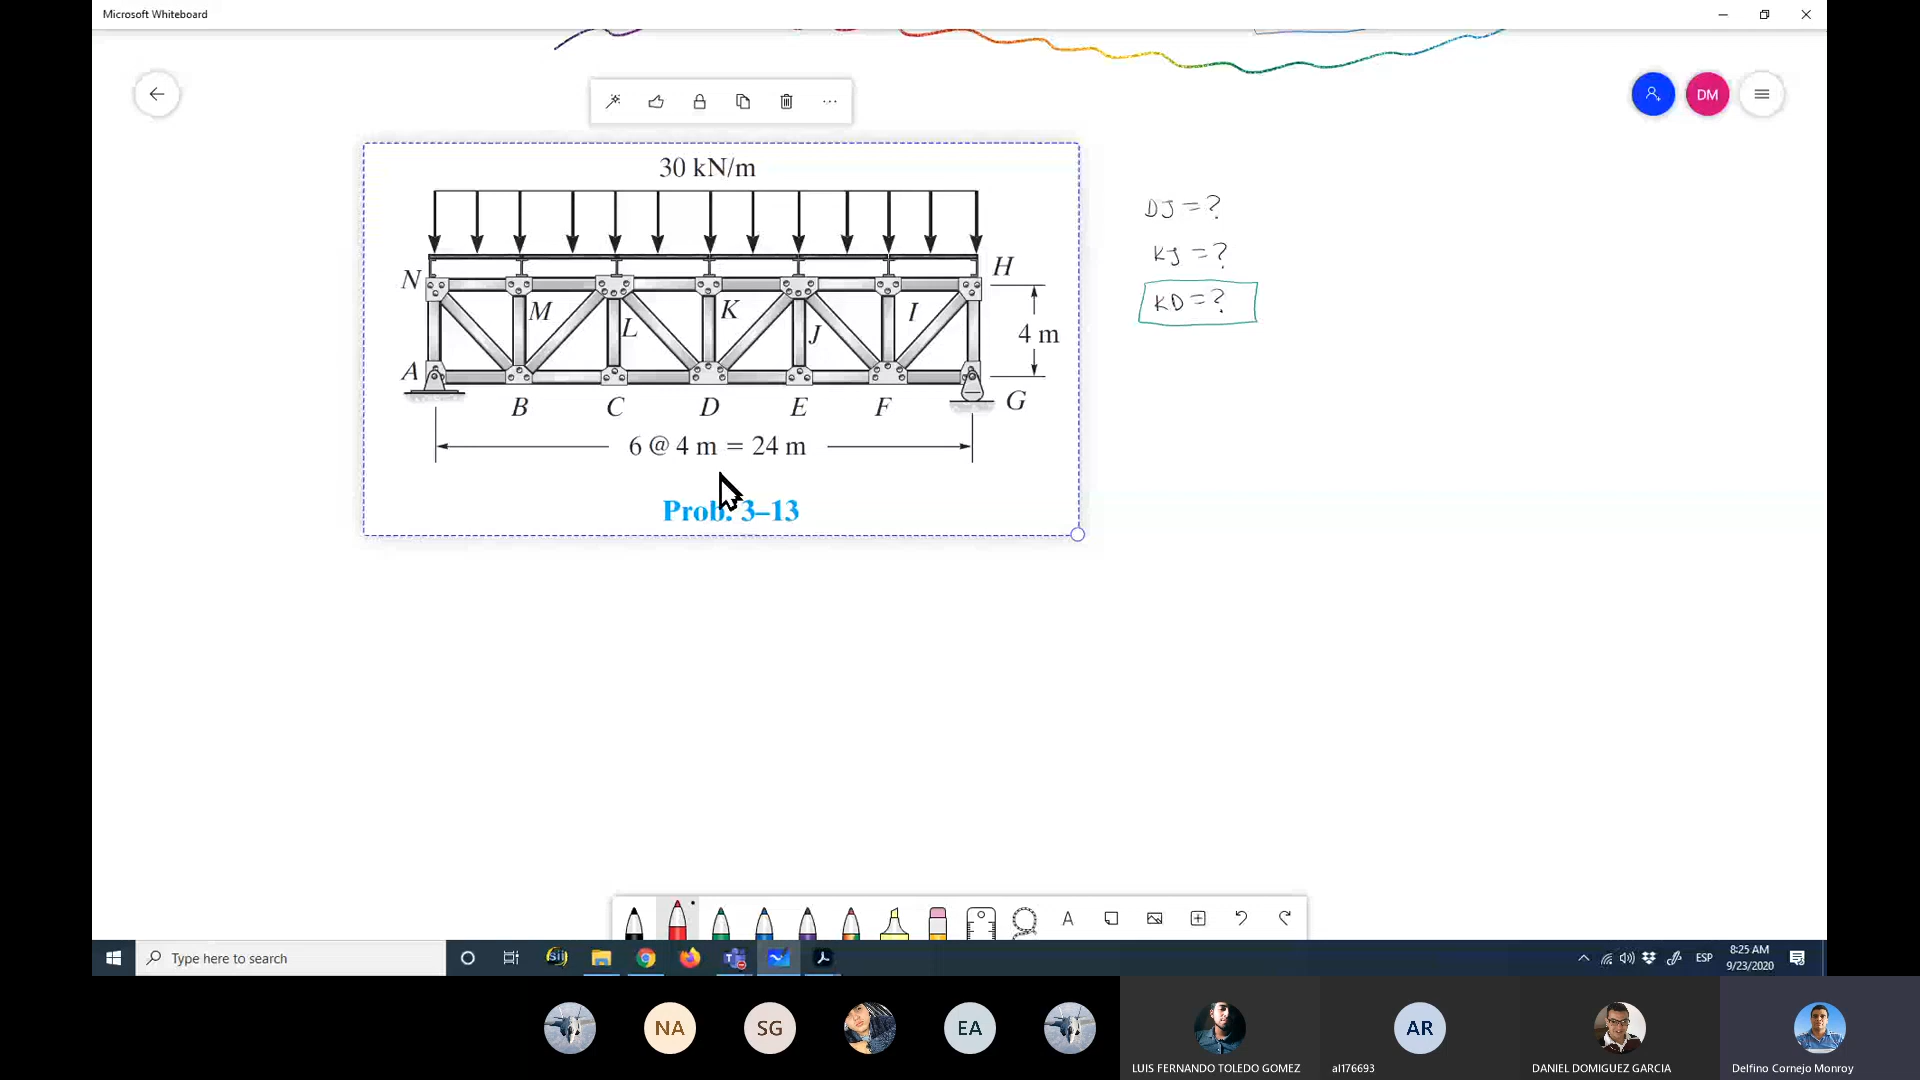 Microsoft Whiteboard
DM
30 kN/m
N
H
M
L
K
J
I
4 m
A
B
C
D
E
F
G
6 @ 4 m = 24 m
Prob. 3–13
DJ = ?
KJ = ?
KD = ?
A
Type here to search
Sii
ESP
8:25 AM
9/23/2020
NA
SG
EA
AR
LUIS FERNANDO TOLEDO GOMEZ
al176693
DANIEL DOMIGUEZ GARCIA
Delfino Cornejo Monroy